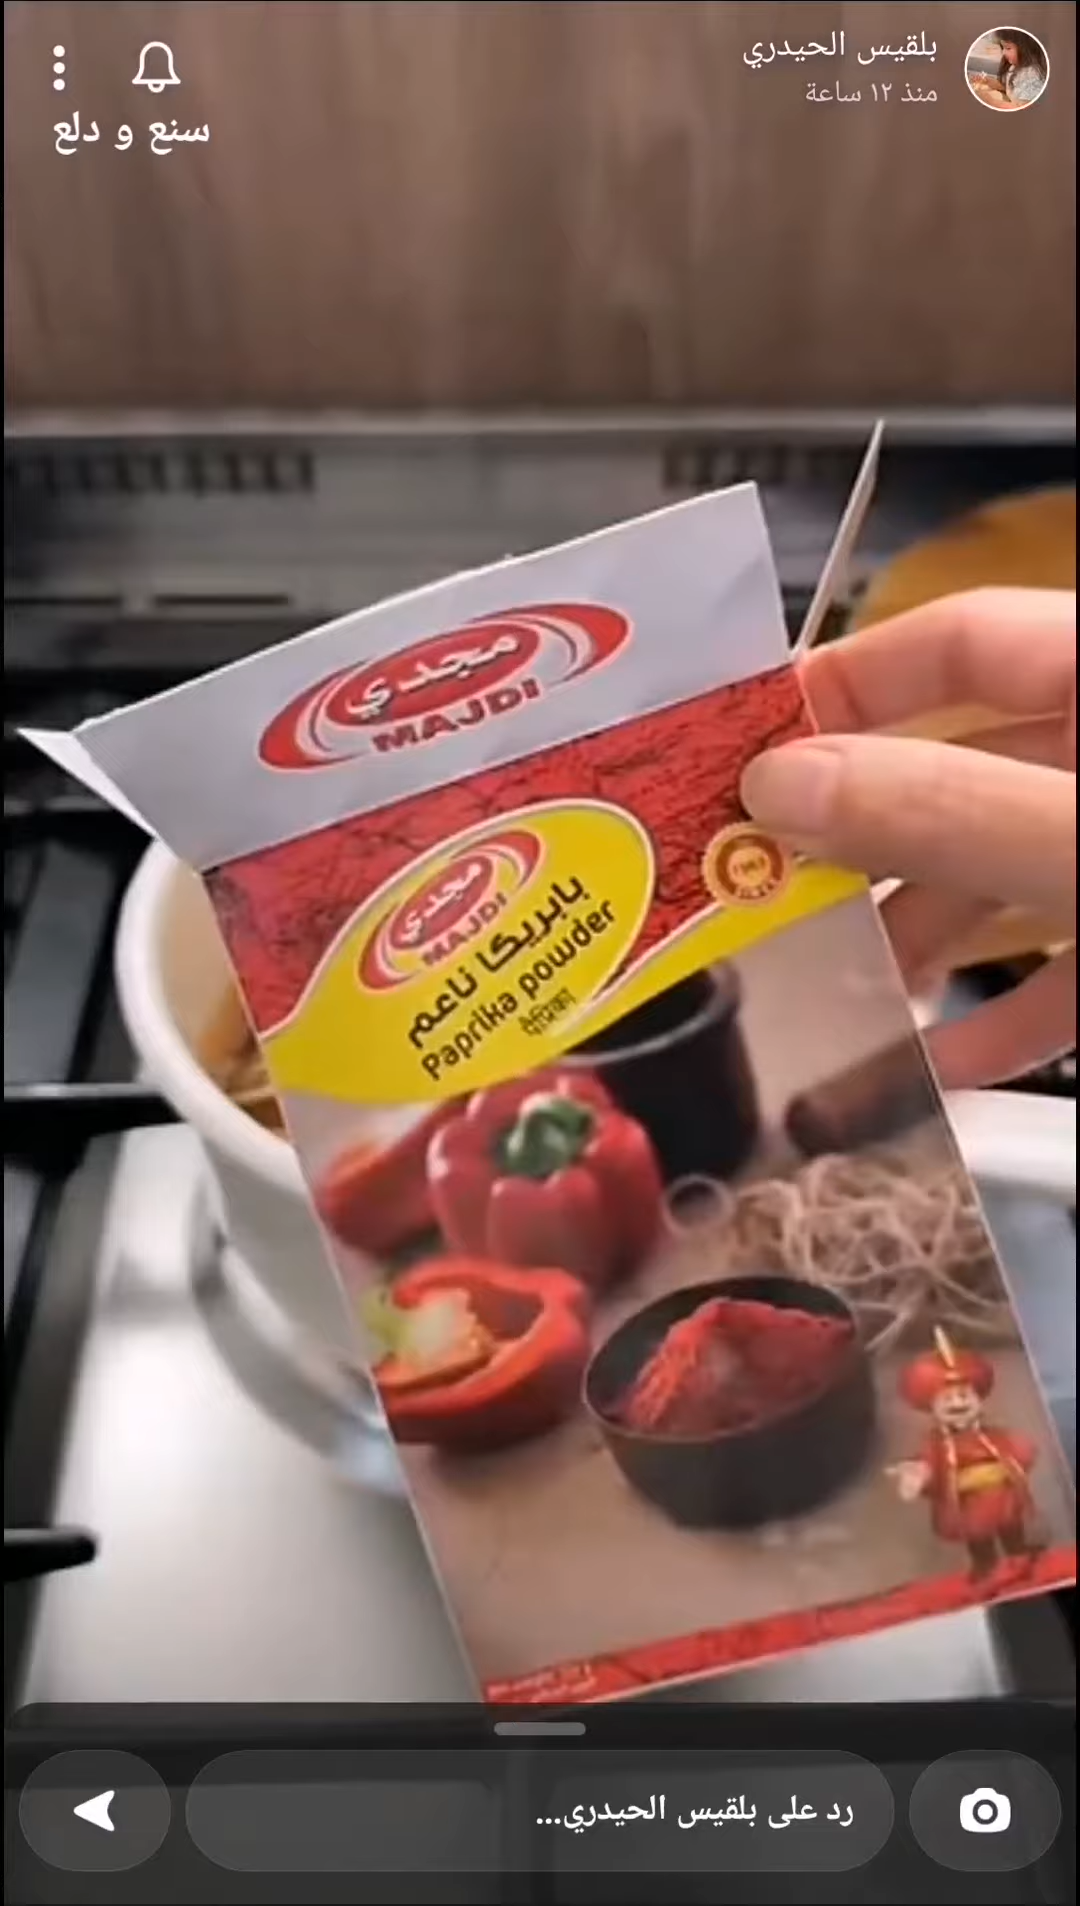 بلقيس الحيدري
منذ ١٢ ساعة
سنع و دلع
مجدي
MAJDI
مجدي
MAJDI
بابريكا ناعم
Paprika powder
पैप्रिका
رد على بلقيس الحيدري...